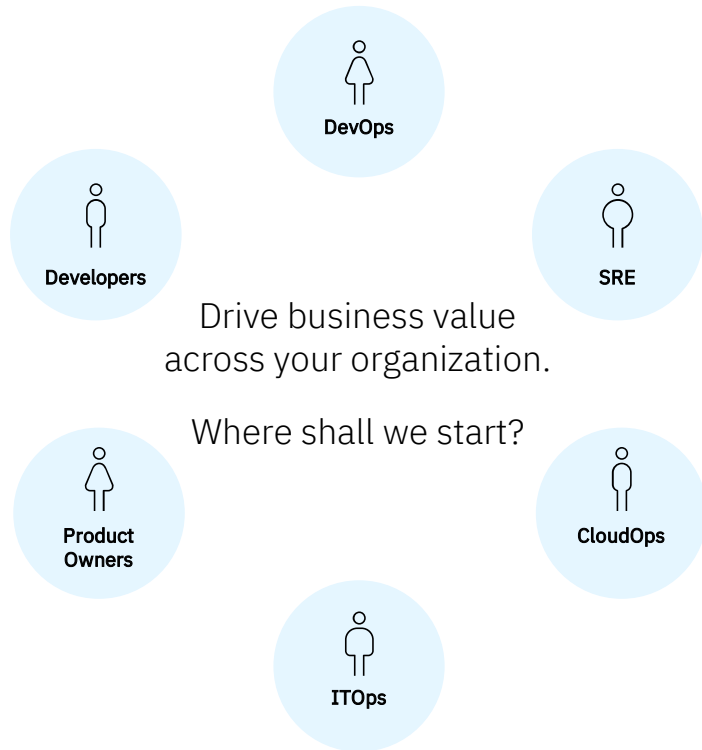 DevOps
Developers
SRE
Drive business value
across your organization.
Where shall we start?
Product
Owners
CloudOps
ITOps